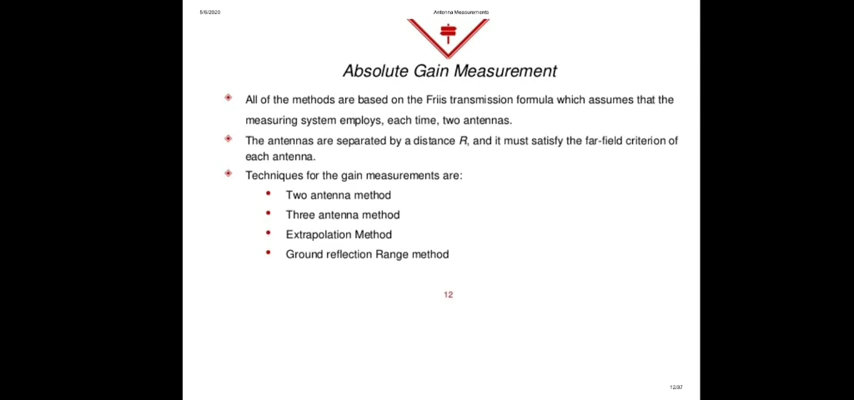 5/6/2020
Antenna Measurements
Absolute Gain Measurement
All of the methods are based on the Friis transmission formula which assumes that the
measuring system employs, each time, two antennas.
The antennas are separated by a distance R, and it must satisfy the far-field criterion of
each antenna.
Techniques for the gain measurements are:
Two antenna method
Three antenna method
Extrapolation Method
Ground reflection Range method
12